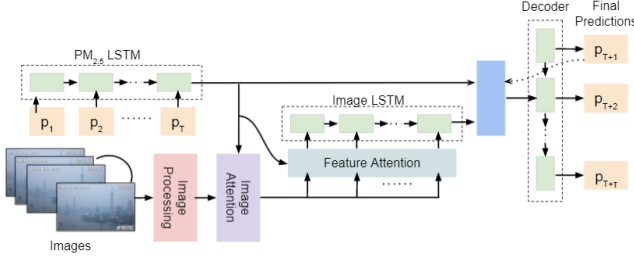 Decoder
Final
Predictions
PM2.5 LSTM
p1
p2
......
pT
Image LSTM
Feature Attention
......
Image Processing
Image Attention
Images
pT+1
pT+2
pT+τ